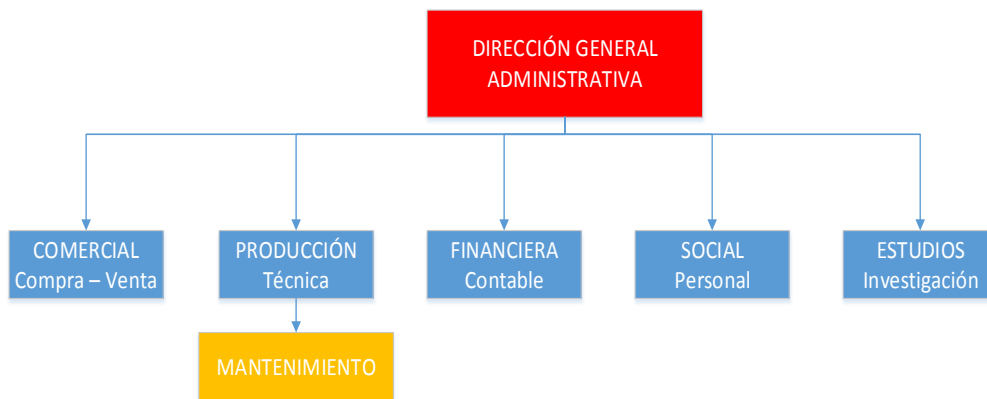 DIRECCIÓN GENERAL
ADMINISTRATIVA
COMERCIAL
Compra – Venta
PRODUCCIÓN
Técnica
FINANCIERA
Contable
SOCIAL
Personal
ESTUDIOS
Investigación
MANTENIMIENTO